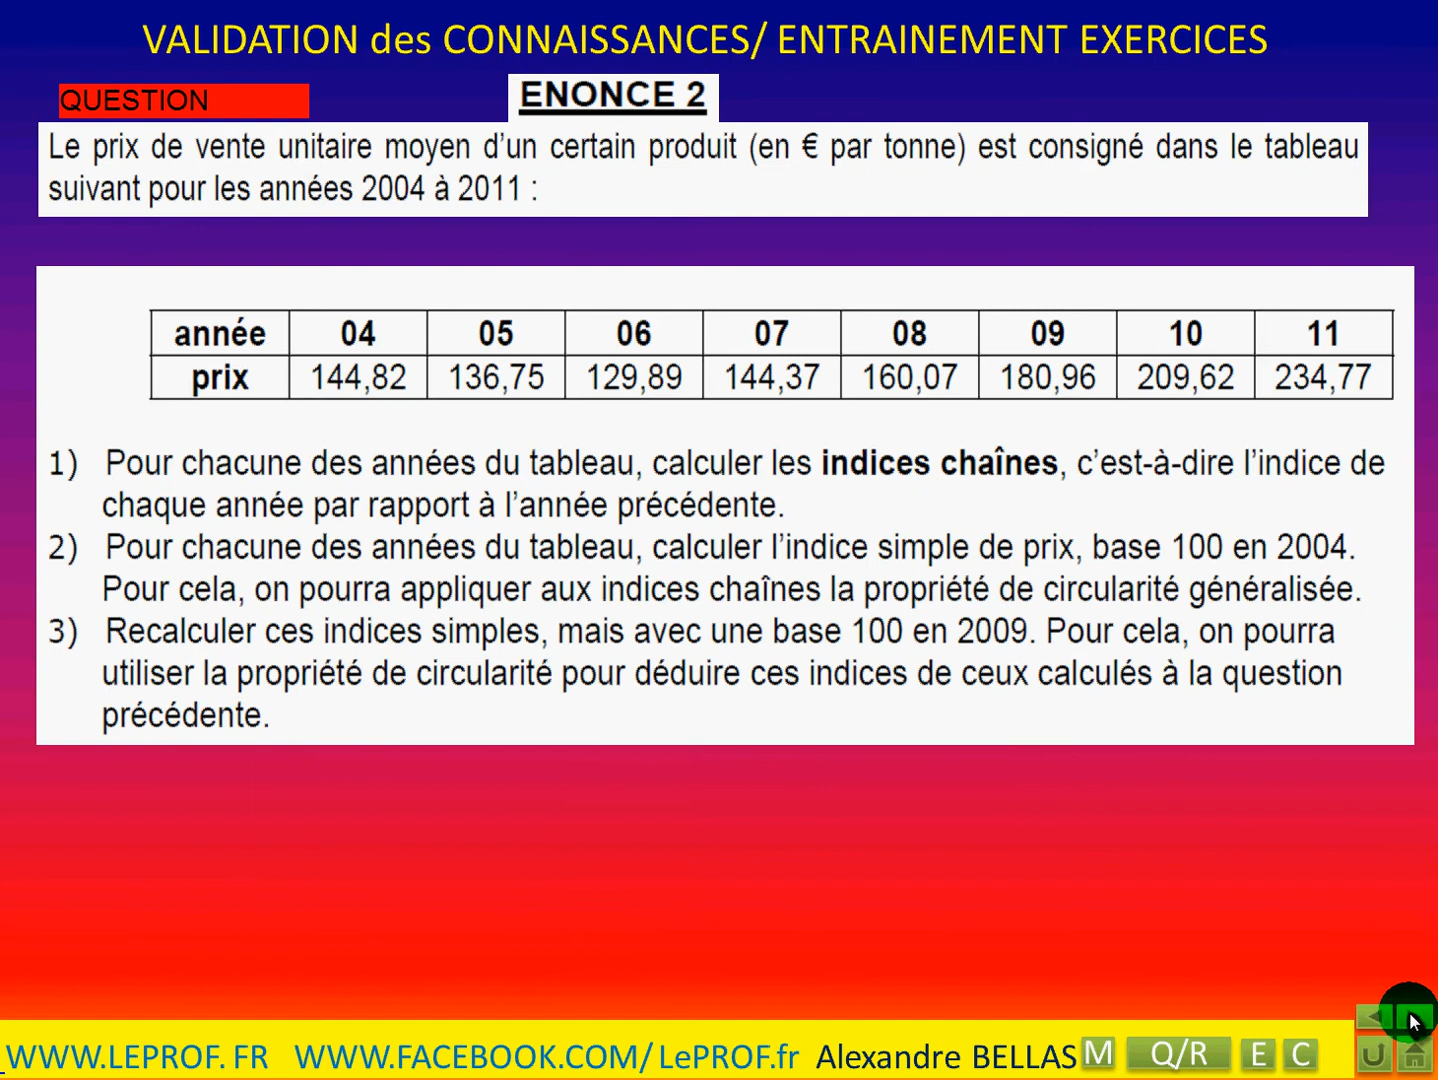 VALIDATION des CONNAISSANCES/ ENTRAINEMENT EXERCICES
QUESTION
ENONCE 2
Le prix de vente unitaire moyen d’un certain produit (en € par tonne) est consigné dans le tableau
suivant pour les années 2004 à 2011 :
année 04 05 06 07 08 09 10 11
prix 144,82 136,75 129,89 144,37 160,07 180,96 209,62 234,77
1) Pour chacune des années du tableau, calculer les indices chaînes, c’est-à-dire l’indice de
chaque année par rapport à l’année précédente.
2) Pour chacune des années du tableau, calculer l’indice simple de prix, base 100 en 2004.
Pour cela, on pourra appliquer aux indices chaînes la propriété de circularité généralisée.
3) Recalculer ces indices simples, mais avec une base 100 en 2009. Pour cela, on pourra
utiliser la propriété de circularité pour déduire ces indices de ceux calculés à la question
précédente.
WWW.LEPROF. FR WWW.FACEBOOK.COM/ LePROF.fr Alexandre BELLAS M Q/R E C